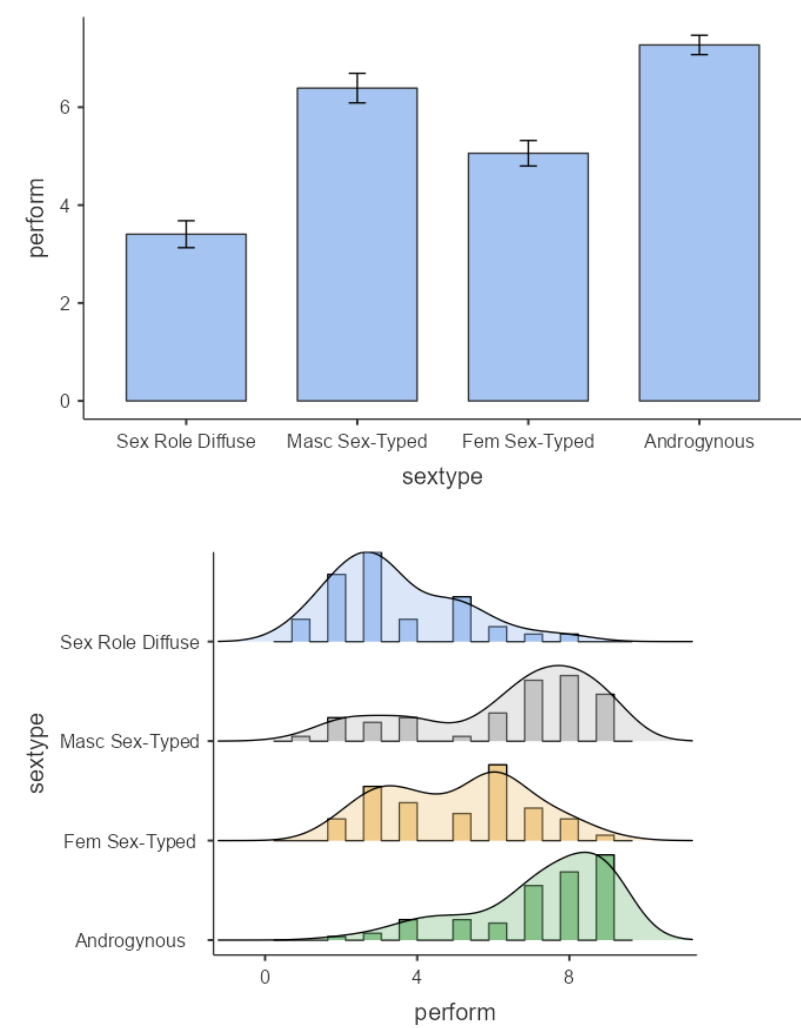 6
4
2
0
perform
Sex Role Diffuse Masc Sex-Typed Fem Sex-Typed Androgynous
sextype
Sex Role Diffuse
Masc Sex-Typed
Fem Sex-Typed
Androgynous
sextype
0 4 8
perform